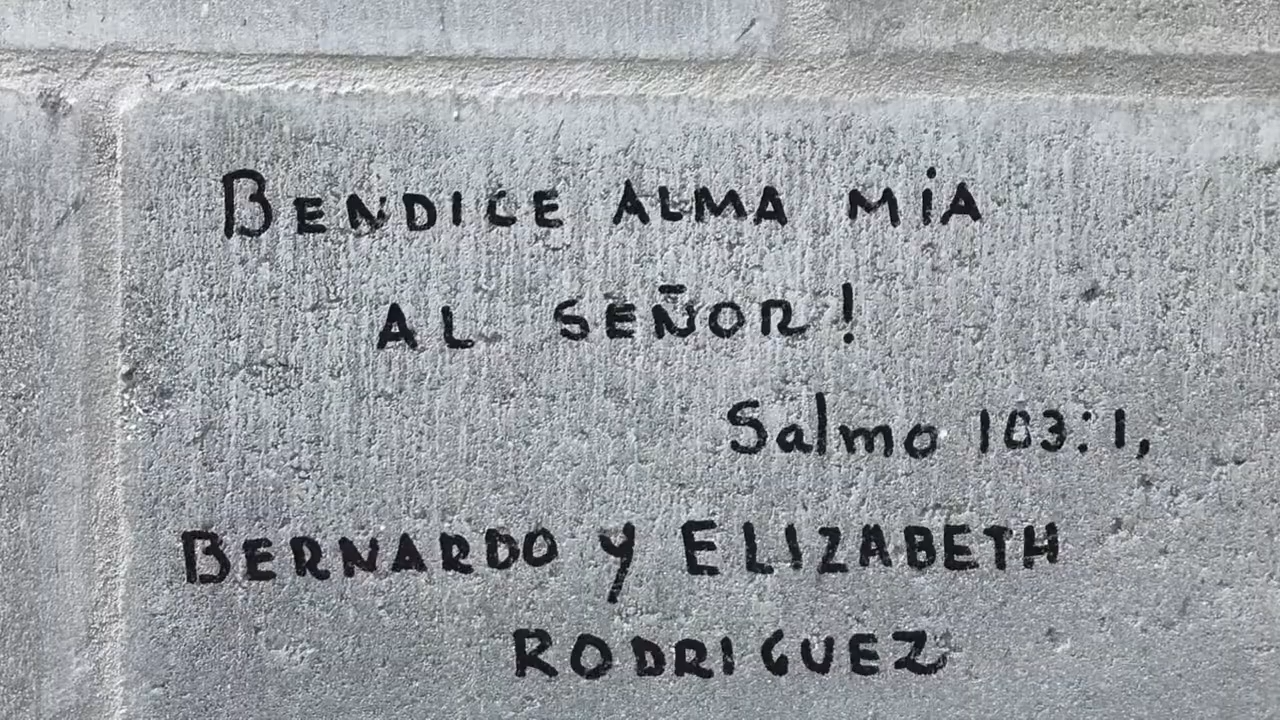 BENDICE ALMA MiA
AL SEÑOR!
Salmo 103:1,
BERNARDO y ELIZABETH
RODRIGUEZ